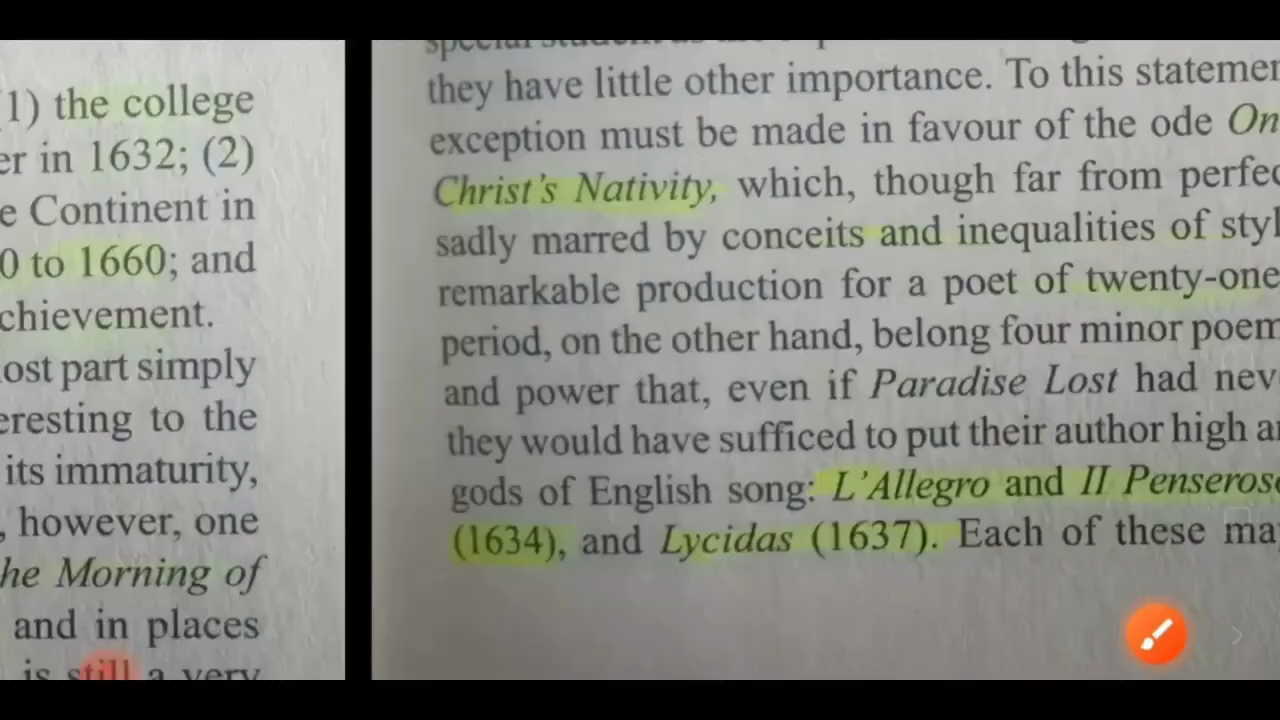 1) the college
er in 1632; (2)
e Continent in
0 to 1660; and
chievement.
ost part simply
eresting to the
its immaturity,
, however, one
he Morning of
and in places
is still a very
they have little other importance. To this statemen
exception must be made in favour of the ode On
Christ's Nativity, which, though far from perfec
sadly marred by conceits and inequalities of styl
remarkable production for a poet of twenty-one
period, on the other hand, belong four minor poem
and power that, even if Paradise Lost had nev
they would have sufficed to put their author high a
gods of English song: L'Allegro and II Penseroso
(1634), and Lycidas (1637). Each of these ma